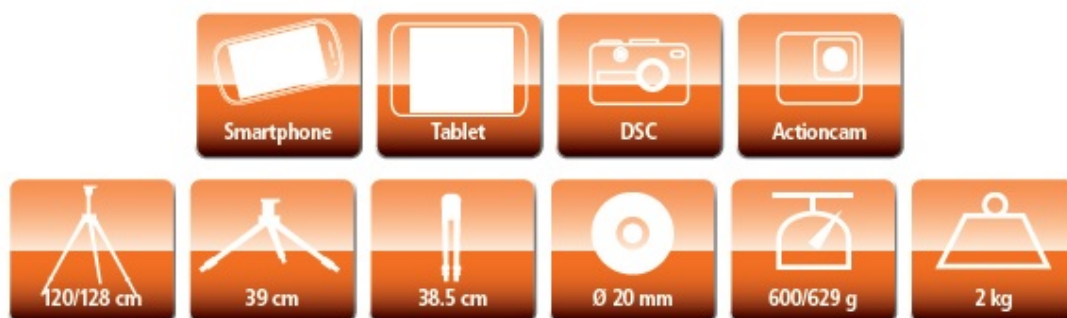 Smartphone
Tablet
DSC
Actioncam
120/128 cm
39 cm
38.5 cm
Ø 20 mm
600/629 g
2 kg